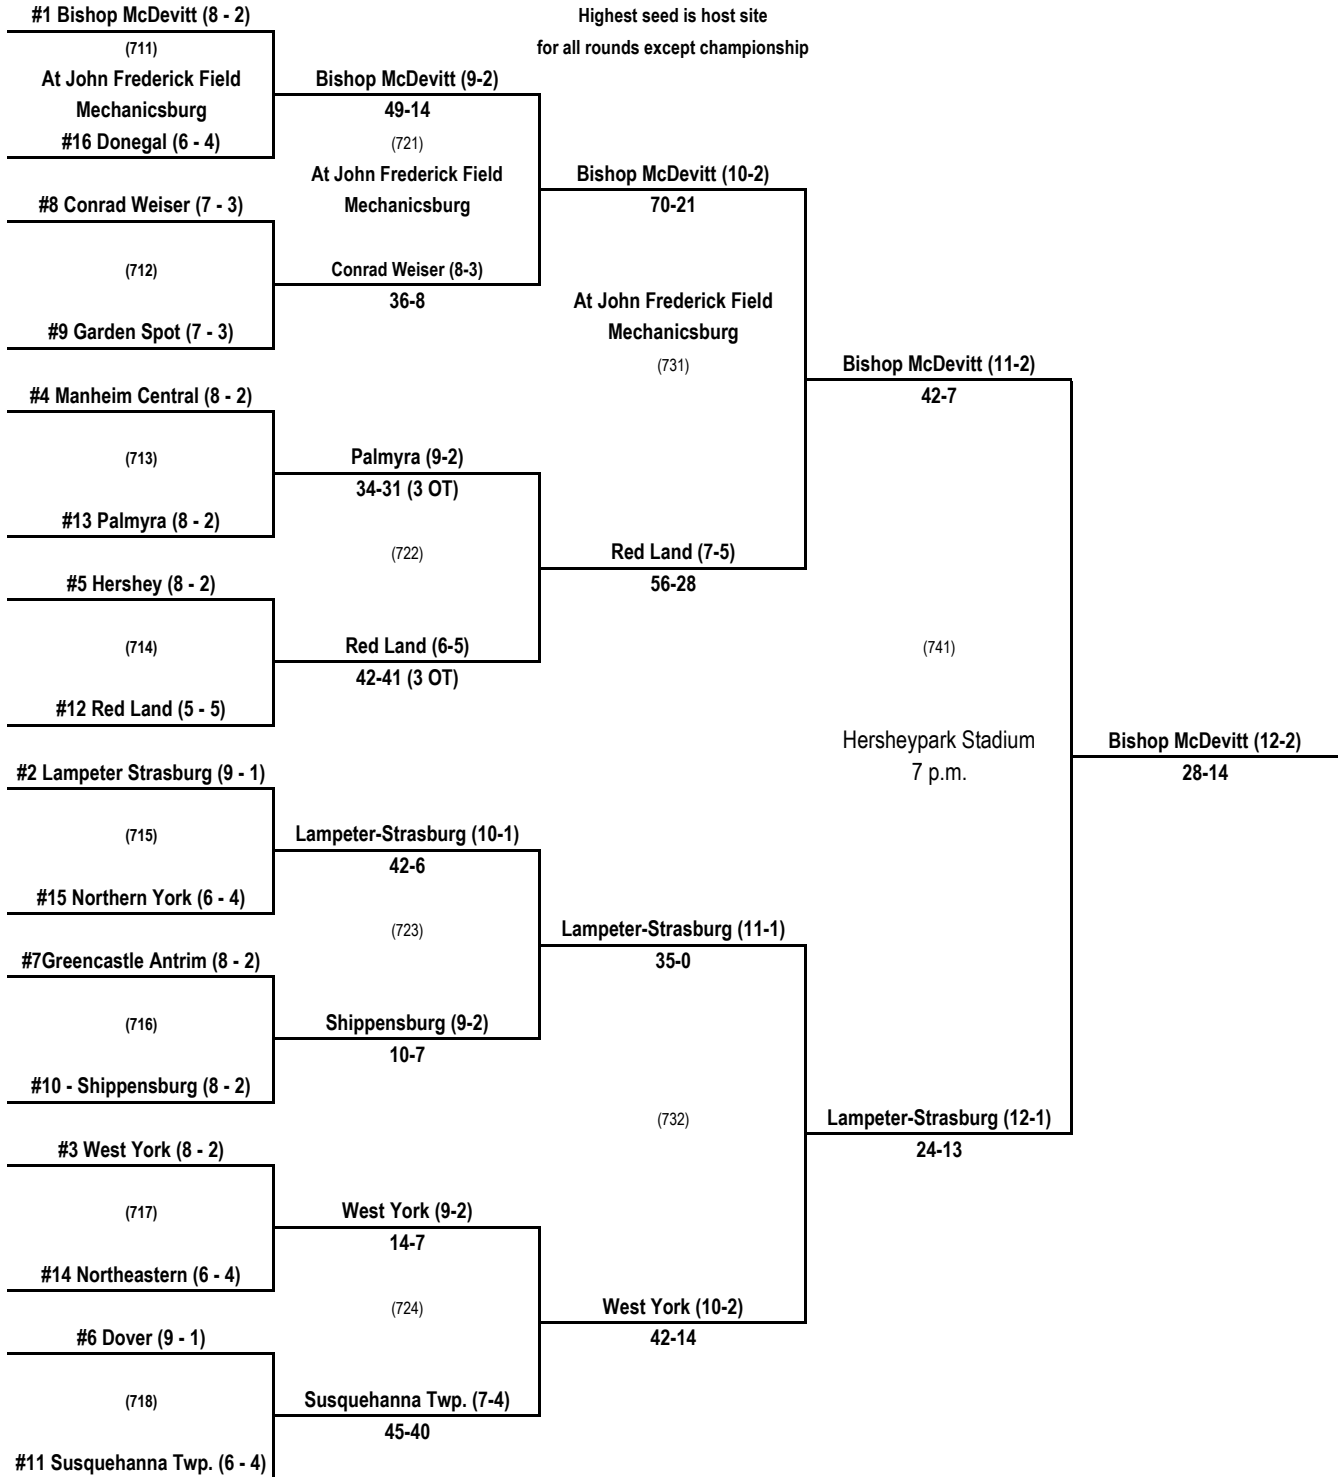 #1 Bishop McDevitt (8 - 2)
(711)
At John Frederick Field
Mechanicsburg
#16 Donegal (6 - 4)
#8 Conrad Weiser (7 - 3)
(712)
#9 Garden Spot (7 - 3)
#4 Manheim Central (8 - 2)
(713)
#13 Palmyra (8 - 2)
#5 Hershey (8 - 2)
(714)
#12 Red Land (5 - 5)
#2 Lampeter Strasburg (9 - 1)
(715)
#15 Northern York (6 - 4)
#7Greencastle Antrim (8 - 2)
(716)
#10 - Shippensburg (8 - 2)
#3 West York (8 - 2)
(717)
#14 Northeastern (6 - 4)
#6 Dover (9 - 1)
(718)
#11 Susquehanna Twp. (6 - 4)
Bishop McDevitt (9-2)
49-14
(721)
At John Frederick Field
Mechanicsburg
Conrad Weiser (8-3)
36-8
Palmyra (9-2)
34-31 (3 OT)
(722)
Red Land (6-5)
42-41 (3 OT)
Lampeter-Strasburg (10-1)
42-6
(723)
Shippensburg (9-2)
10-7
West York (9-2)
14-7
(724)
Susquehanna Twp. (7-4)
45-40
Highest seed is host site
for all rounds except championship
Bishop McDevitt (10-2)
70-21
At John Frederick Field
Mechanicsburg
(731)
Red Land (7-5)
56-28
Lampeter-Strasburg (11-1)
35-0
(732)
West York (10-2)
42-14
Bishop McDevitt (11-2)
42-7
(741)
Hersheypark Stadium
7 p.m.
Lampeter-Strasburg (12-1)
24-13
Bishop McDevitt (12-2)
28-14